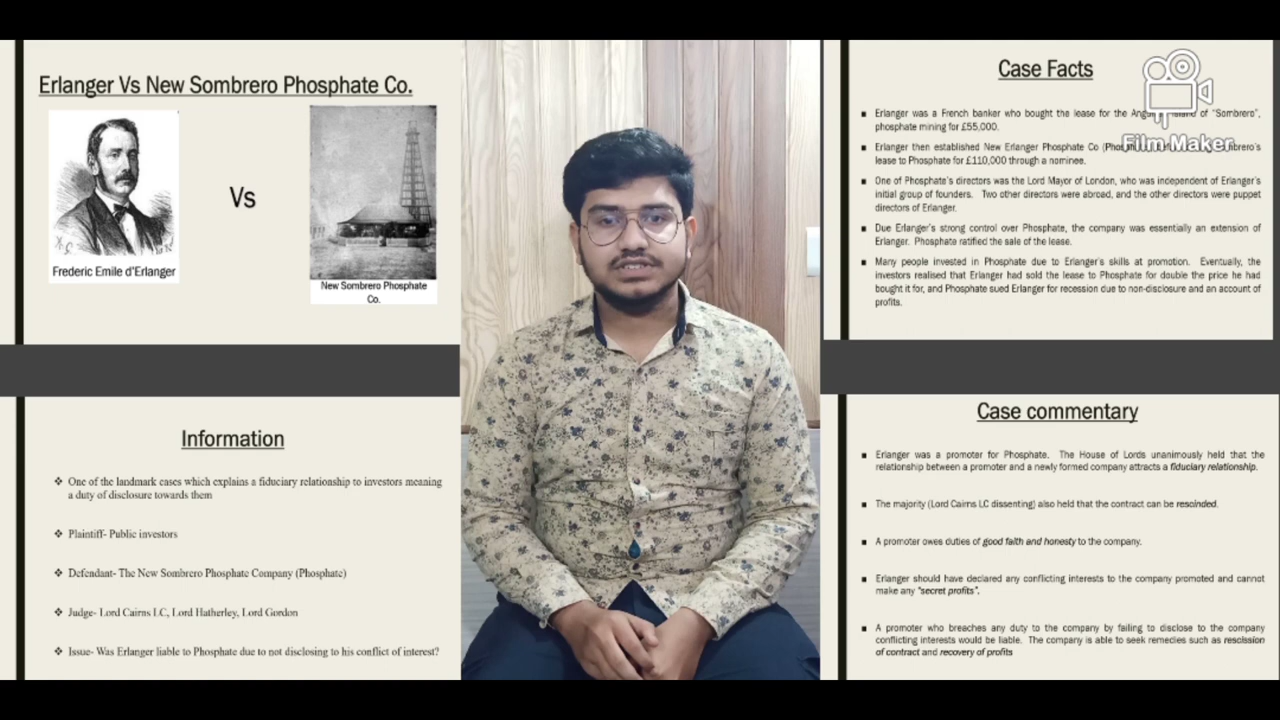 Erlanger Vs New Sombrero Phosphate Co.
Vs
Frederic Emile d'Erlanger
New Sombrero Phosphate
Co.
Information
❖ One of the landmark cases which explains a fiduciary relationship to investors meaning
a duty of disclosure towards them
❖ Plaintiff- Public investors
❖ Defendant- The New Sombrero Phosphate Company (Phosphate)
❖ Judge- Lord Cairns LC, Lord Hatherley, Lord Gordon
❖ Issue- Was Erlanger liable to Phosphate due to not disclosing to his conflict of interest?
Case Facts
▪ Erlanger was a French banker who bought the lease for the of "Sombrero",
phosphate mining for £55,000.
▪ Erlanger then established New Erlanger Phosphate Co
lease to Phosphate for £110,000 through a nominee.
▪ One of Phosphate's directors was the Lord Mayor of London, who was independent of Erlanger's
initial group of founders. Two other directors were abroad, and the other directors were puppet
directors of Erlanger.
▪ Due Erlanger's strong control over Phosphate, the company was essentially an extension of
Erlanger. Phosphate ratified the sale of the lease.
▪ Many people invested in Phosphate due to Erlanger's skills at promotion. Eventually, the
investors realised that Erlanger had sold the lease to Phosphate for double the price he had
bought it for, and Phosphate sued Erlanger for recession due to non-disclosure and an account of
profits.
Film Maker
Case commentary
▪ Erlanger was a promoter for Phosphate. The House of Lords unanimously held that the
relationship between a promoter and a newly formed company attracts a fiduciary relationship.
▪ The majority (Lord Cairns LC dissenting) also held that the contract can be rescinded.
▪ A promoter owes duties of good faith and honesty to the company.
▪ Erlanger should have declared any conflicting interests to the company promoted and cannot
make any "secret profits".
▪ A promoter who breaches any duty to the company by failing to disclose to the company
conflicting interests would be liable. The company is able to seek remedies such as rescission
of contract and recovery of profits